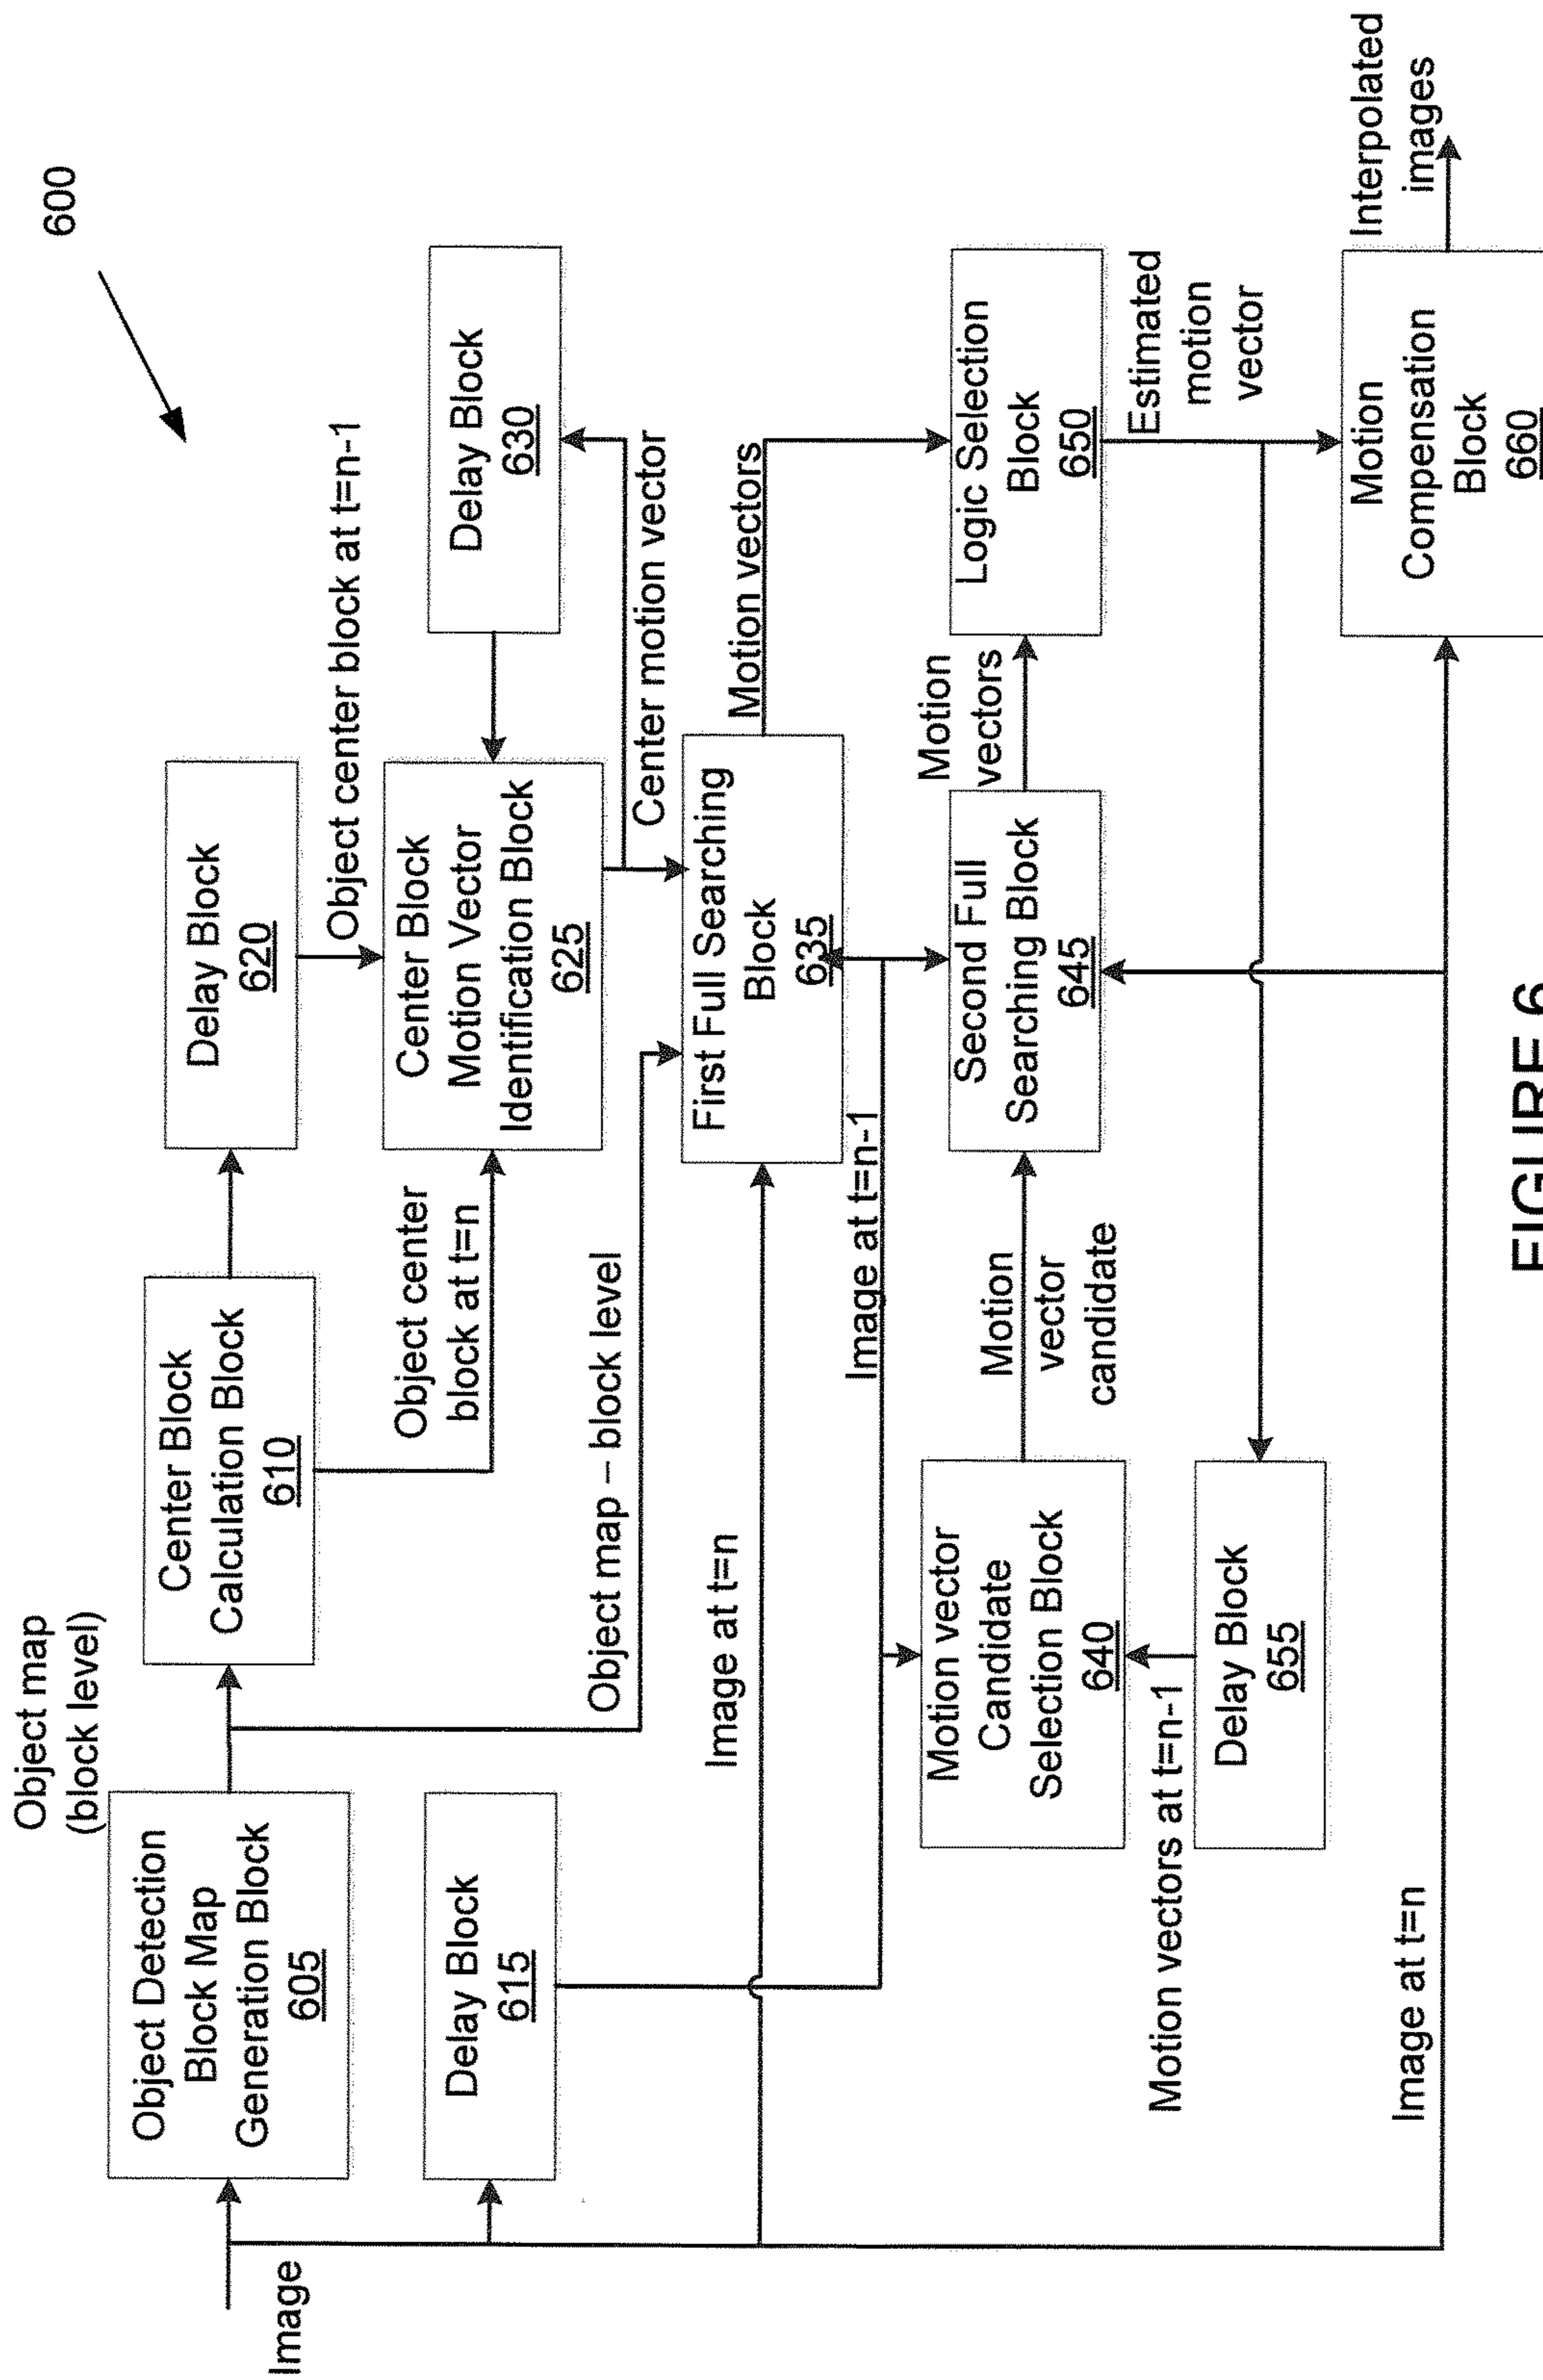 600
Image
Object Detection
Block Map
Generation Block
605
Object map
(block level)
Center Block
Calculation Block
610
Delay Block
620
Object center block at t=n-1
Object center
block at t=n
Center Block
Motion Vector
Identification Block
625
Delay Block
630
Delay Block
615
Object map – block level
Center motion vector
Image at t=n
First Full Searching
Block
635
Motion vectors
Image at t=n-1
Motion vector
Candidate
Selection Block
640
Motion
vector
candidate
Second Full
Searching Block
645
Motion
vectors
Logic Selection
Block
650
Motion vectors at t=n-1
Delay Block
655
Estimated
motion
vector
Image at t=n
Motion
Compensation
Block
660
Interpolated
images
FIGURE 6